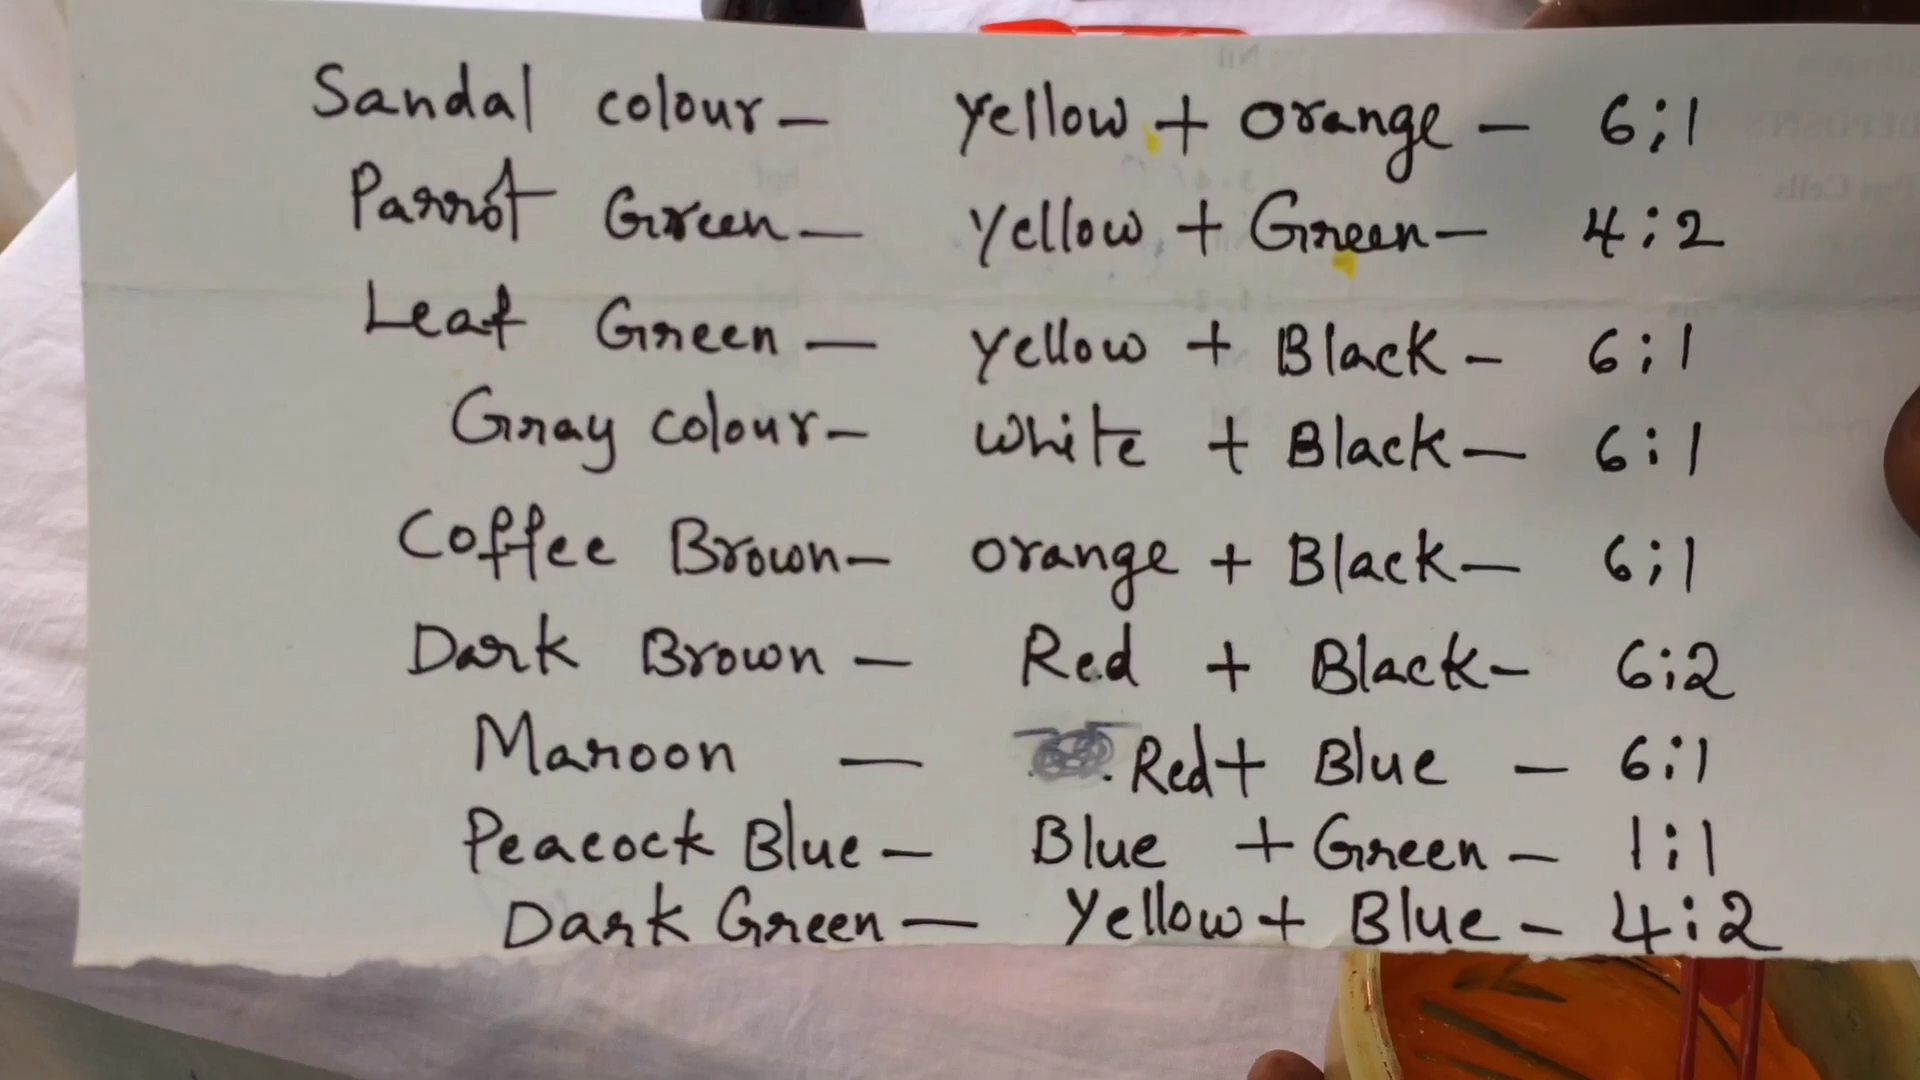 Sandal colour - Yellow + Orange - 6:1
Parrot Green - Yellow + Green - 4:2
Leaf Green - Yellow + Black - 6:1
Gray colour - White + Black - 6:1
Coffee Brown - Orange + Black - 6:1
Dark Brown - Red + Black - 6:2
Maroon - Red + Blue - 6:1
Peacock Blue - Blue + Green - 1:1
Dark Green - Yellow + Blue - 4:2